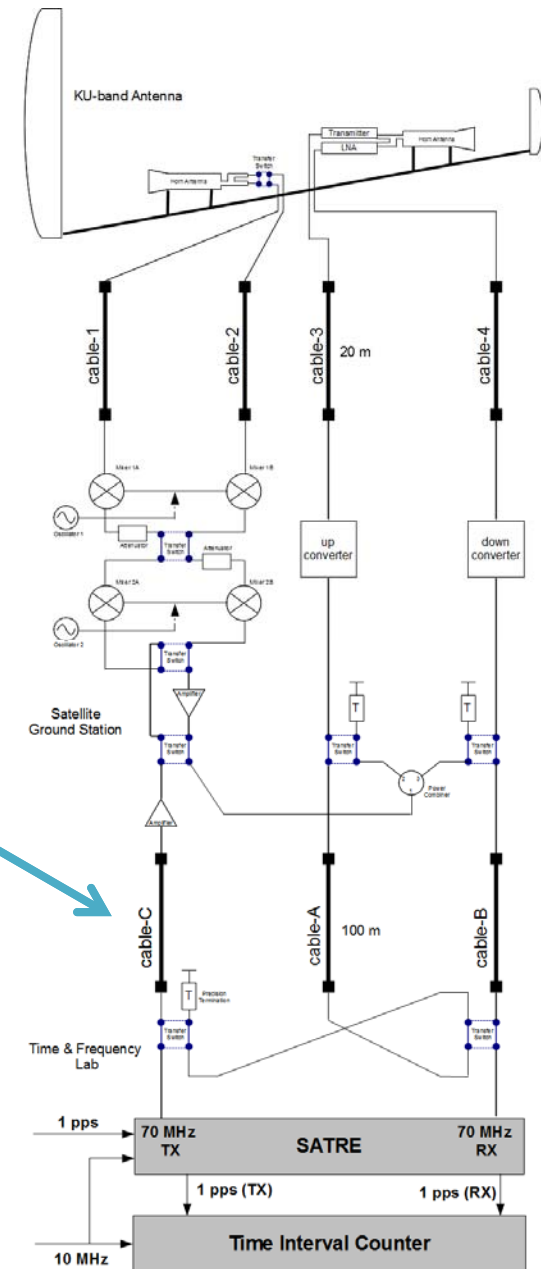 KU-band Antenna
Transmitter
LNA
Horn Antenna
Transfer
Switch
Horn Antenna
cable-1
cable-2
cable-3
20 m
cable-4
Mixer 1A
Mixer 1B
Oscillator 1
Attenuator
Transfer
Switch
Attenuator
up
converter
down
converter
Mixer 2A
Mixer 2B
Oscillator 2
Transfer
Switch
Amplifier
T
T
Satellite
Ground Station
Transfer
Switch
Transfer
Switch
Transfer
Switch
Power
Combiner
Amplifier
cable-C
cable-A
100 m
cable-B
T
Precision
Termination
Transfer
Switch
Transfer
Switch
Time & Frequency
Lab
1 pps
70 MHz
TX
SATRE
70 MHz
RX
1 pps (TX)
1 pps (RX)
Time Interval Counter
10 MHz